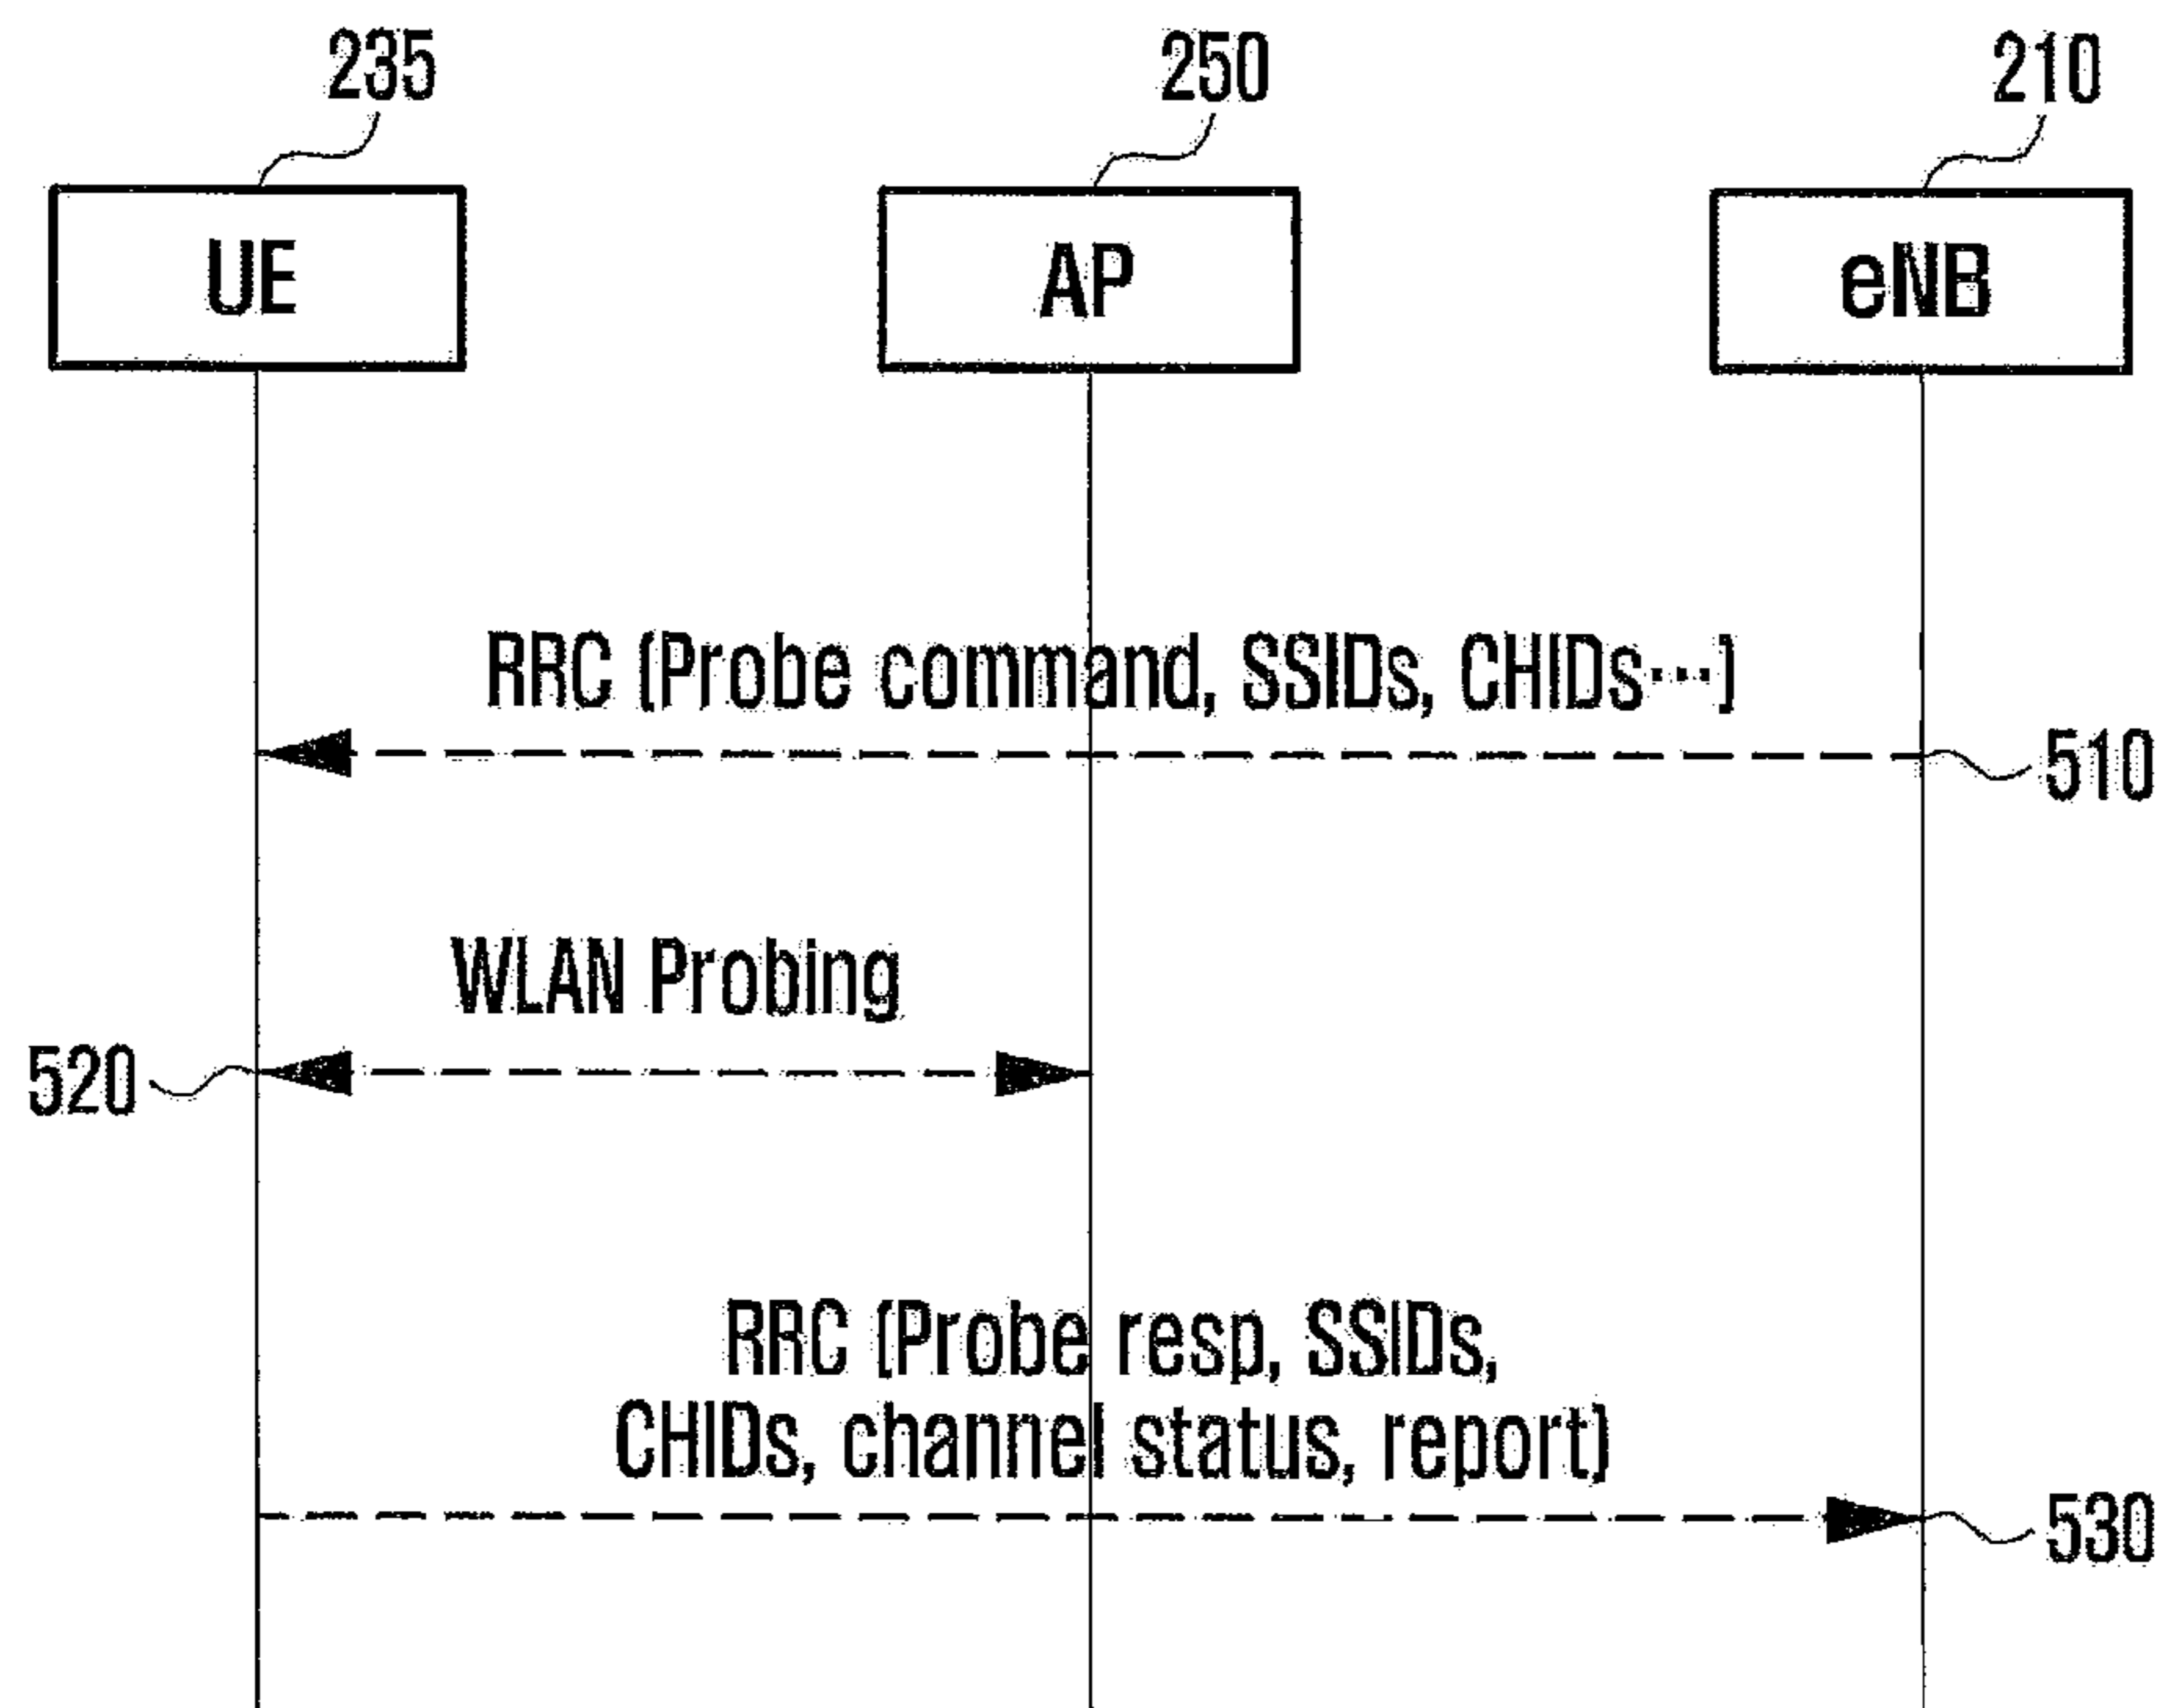 235
250
210
UE
AP
eNB
RRC (Probe command, SSIDs, CHIDs···)
510
WLAN Probing
520
RRC (Probe resp, SSIDs,
CHIDs, channel status, report)
530